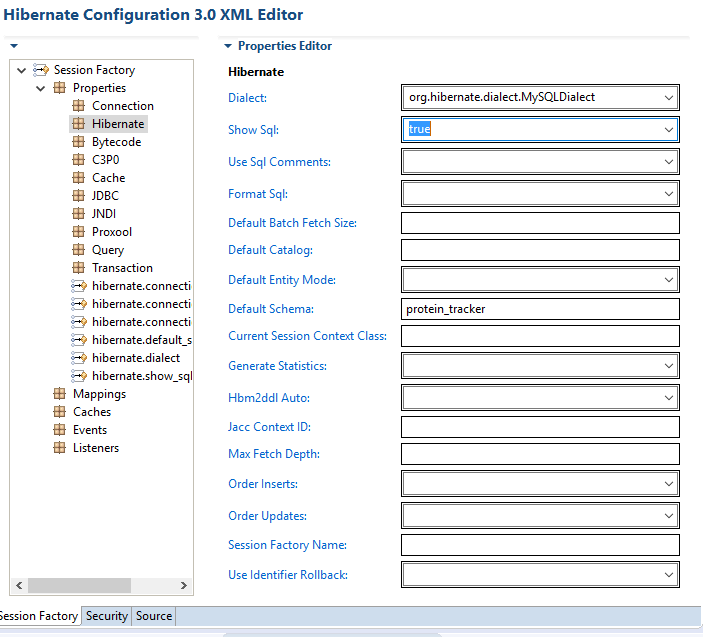 Hibernate Configuration 3.0 XML Editor
Session Factory
Properties
Connection
Hibernate
Bytecode
C3P0
Cache
JDBC
JNDI
Proxool
Query
Transaction
hibernate.connecti
hibernate.connecti
hibernate.connecti
hibernate.default_s
hibernate.dialect
hibernate.show_sql
Mappings
Caches
Events
Listeners
Properties Editor
Hibernate
Dialect: org.hibernate.dialect.MySQLDialect
Show Sql: true
Use Sql Comments:
Format Sql:
Default Batch Fetch Size:
Default Catalog:
Default Entity Mode:
Default Schema: protein_tracker
Current Session Context Class:
Generate Statistics:
Hbm2ddl Auto:
Jacc Context ID:
Max Fetch Depth:
Order Inserts:
Order Updates:
Session Factory Name:
Use Identifier Rollback:
Session Factory Security Source